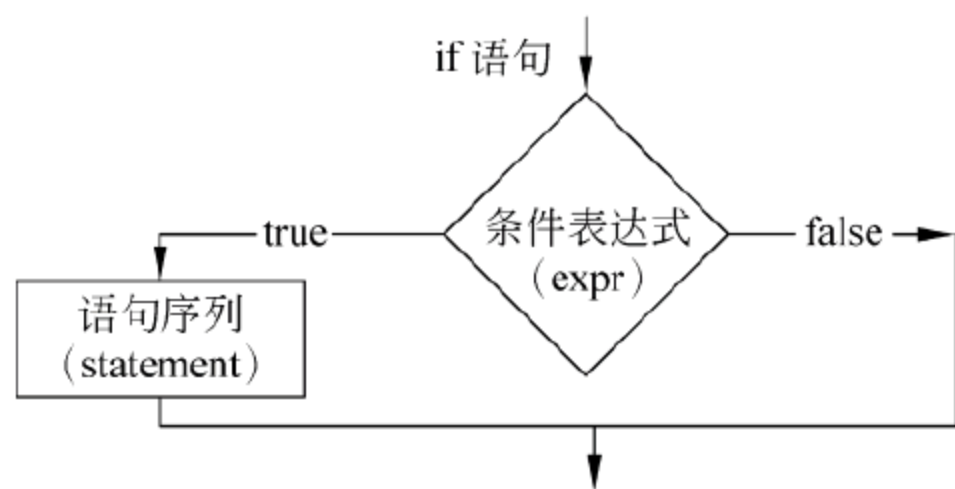 if 语句
条件表达式
（expr）
true
false
语句序列
（statement）